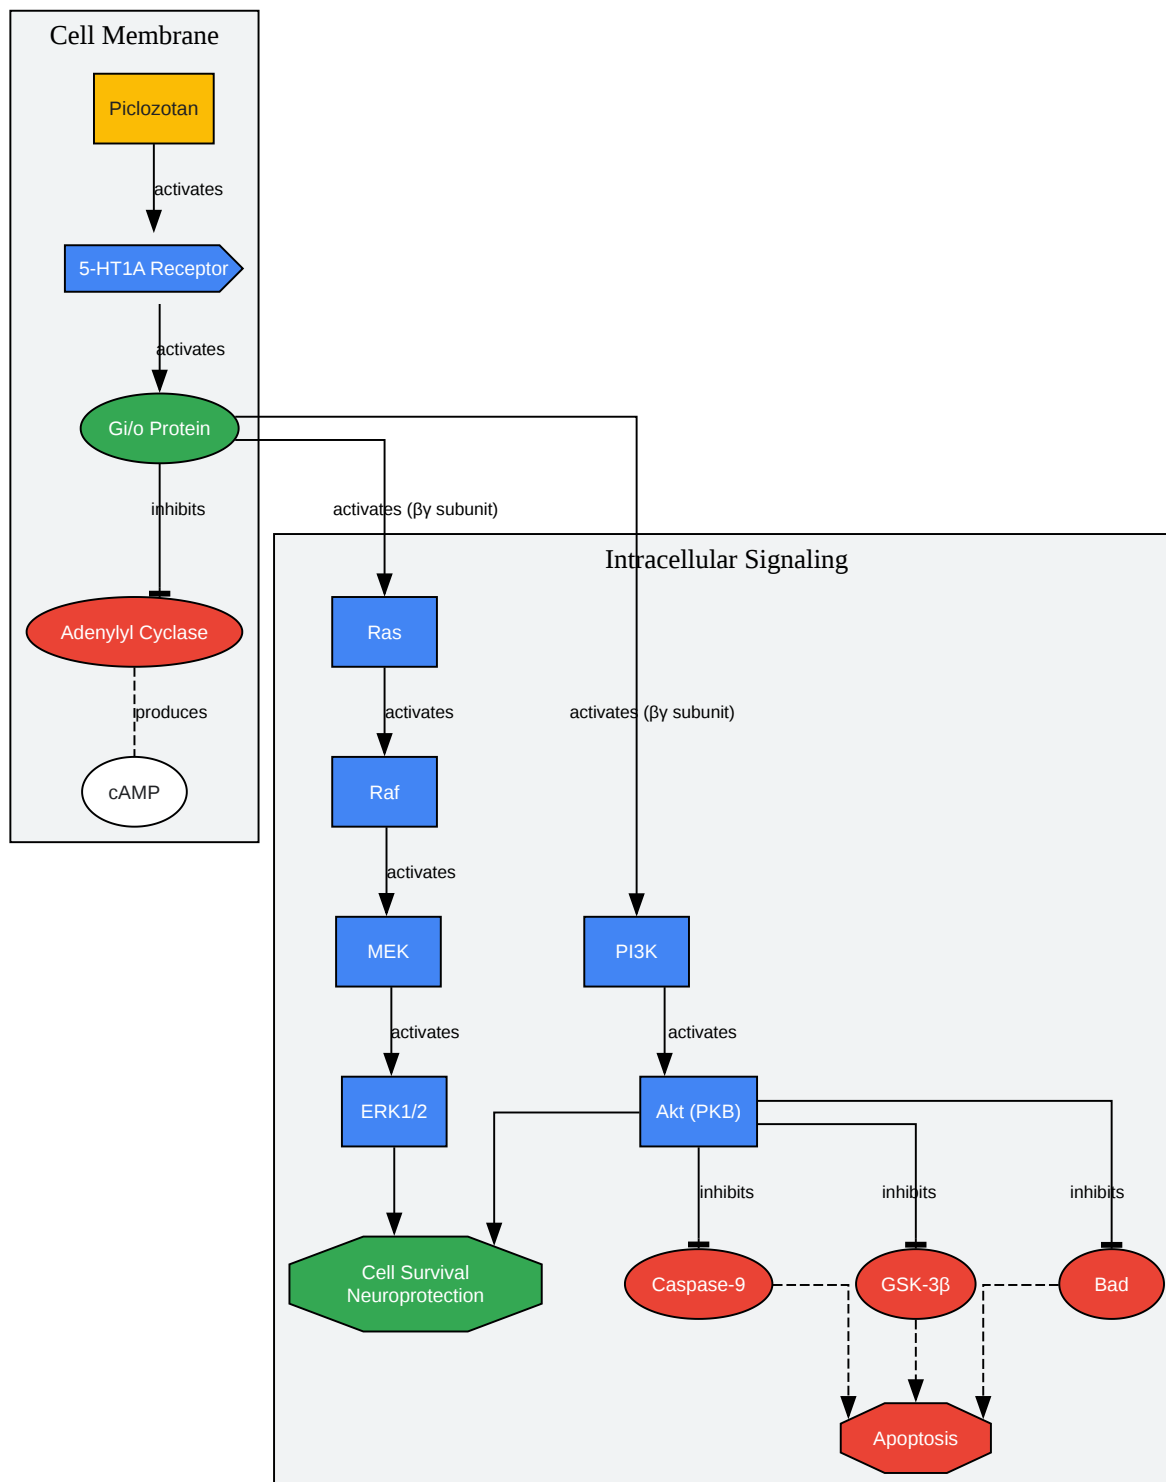 Cell Membrane
Piclozotan
activates
5-HT1A Receptor
activates
Gi/o Protein
inhibits
activates (βγ subunit)
Intracellular Signaling
Adenylyl Cyclase
Ras
produces
activates
activates (βγ subunit)
cAMP
Raf
activates
MEK
PI3K
activates
activates
ERK1/2
Akt (PKB)
inhibits
inhibits
inhibits
Cell Survival
Neuroprotection
Caspase-9
GSK-3β
Bad
Apoptosis